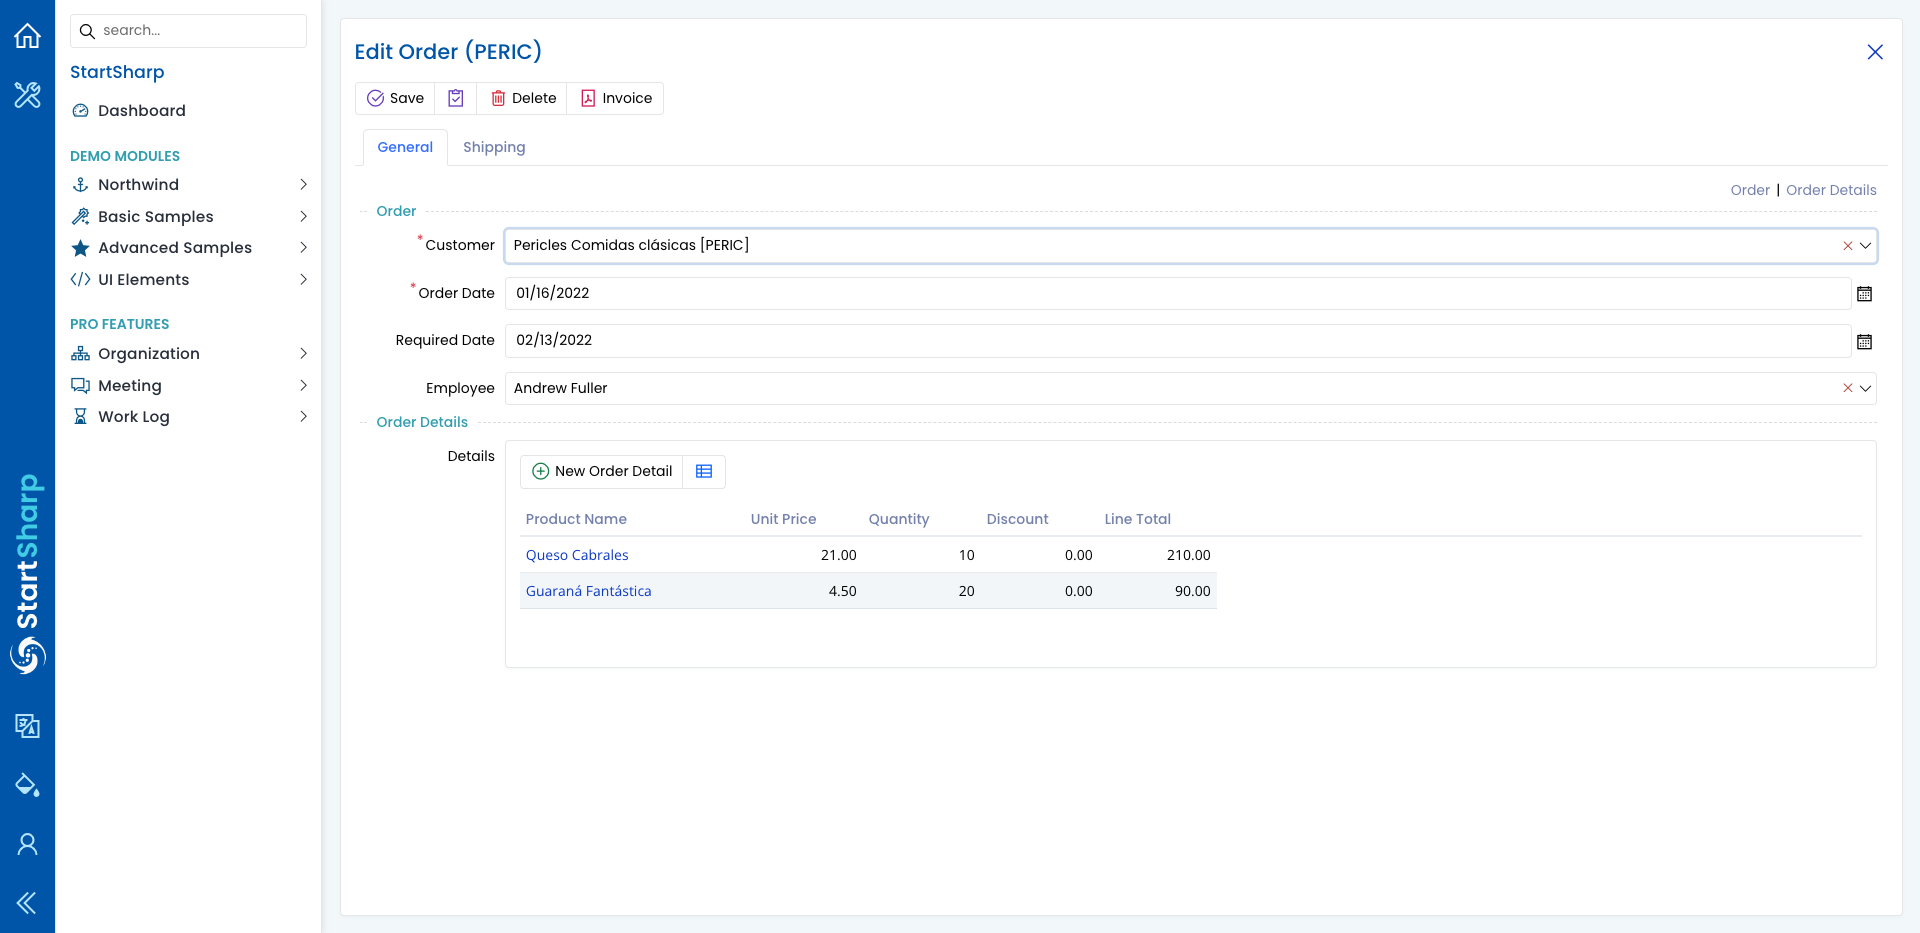 search...
StartSharp
Dashboard
DEMO MODULES
Northwind
Basic Samples
Advanced Samples
UI Elements
PRO FEATURES
Organization
Meeting
Work Log
StartSharp
Edit Order (PERIC)
Save
Delete
Invoice
General
Shipping
Order | Order Details
Order
* Customer
Pericles Comidas clásicas [PERIC]
* Order Date
01/16/2022
Required Date
02/13/2022
Employee
Andrew Fuller
Order Details
Details
New Order Detail
Product Name Unit Price Quantity Discount Line Total
Queso Cabrales 21.00 10 0.00 210.00
Guaraná Fantástica 4.50 20 0.00 90.00